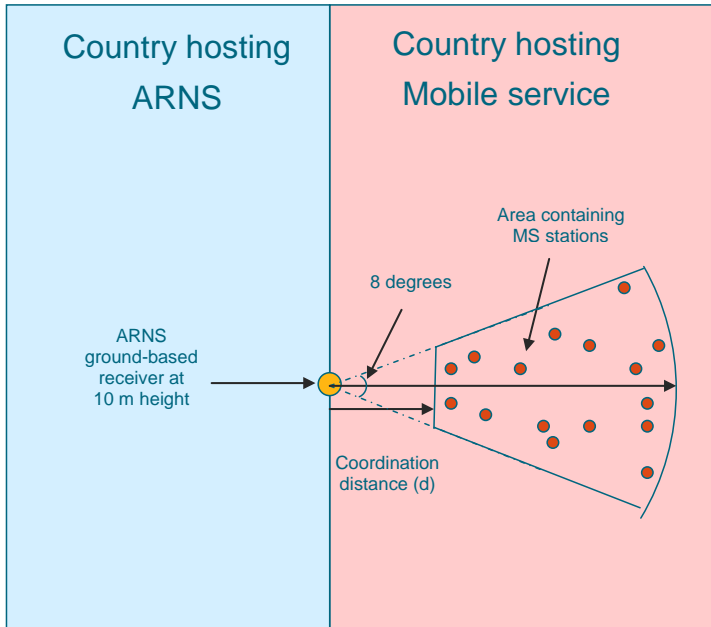 Country hosting
ARNS
Country hosting
Mobile service
Area containing
MS stations
8 degrees
ARNS
ground-based
receiver at
10 m height
Coordination
distance (d)